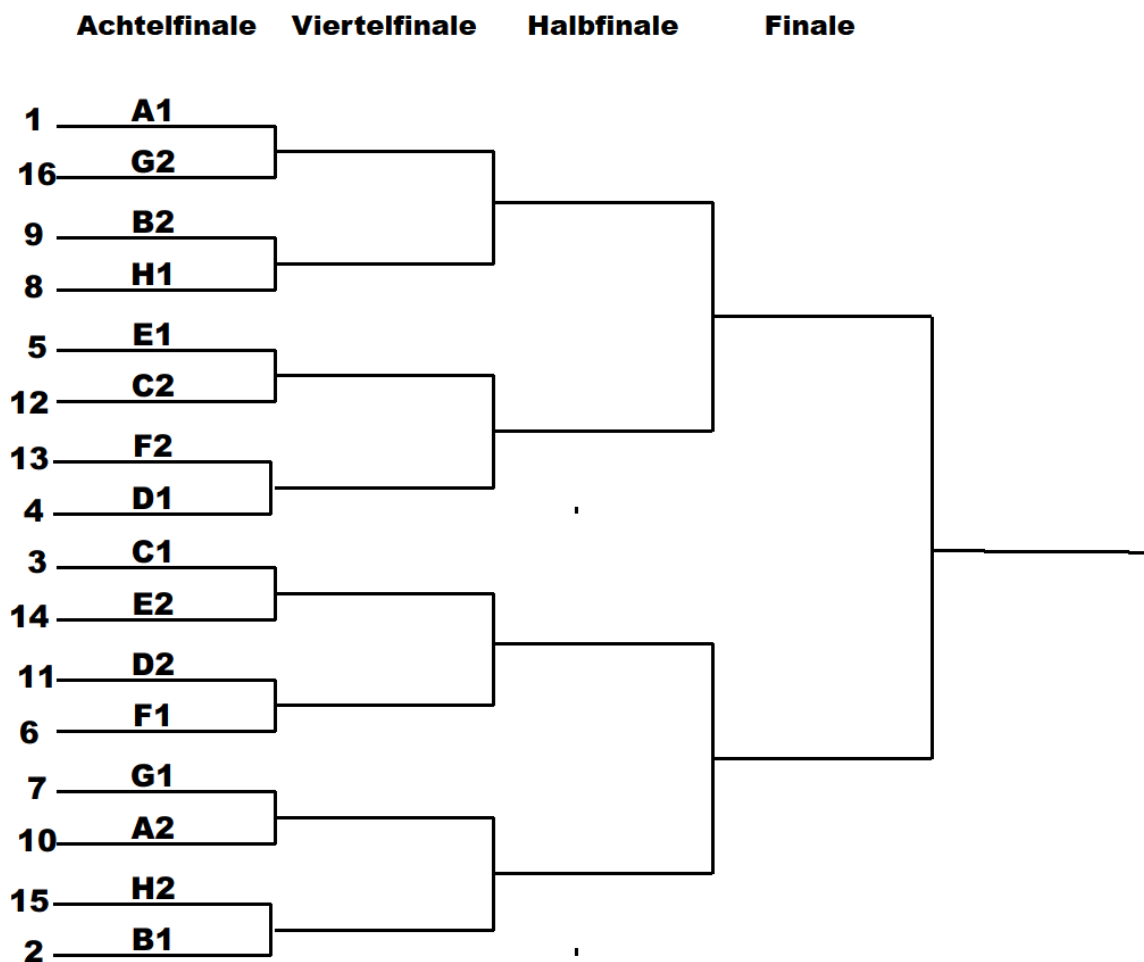 Achtelfinale Viertelfinale Halbfinale Finale
1 A1
16 G2
9 B2
8 H1
5 E1
12 C2
13 F2
4 D1
3 C1
14 E2
11 D2
6 F1
7 G1
10 A2
15 H2
2 B1